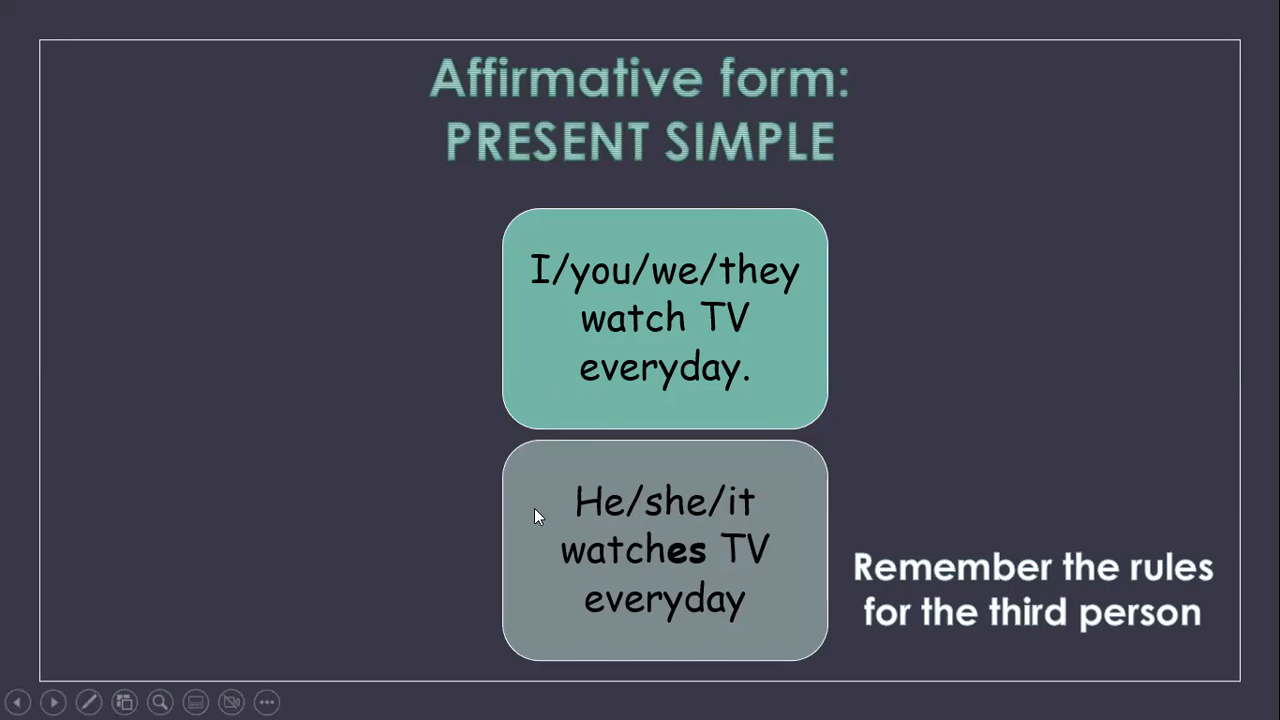 Affirmative form:
PRESENT SIMPLE
I/you/we/they
watch TV
everyday.
He/she/it
watches TV
everyday
Remember the rules
for the third person